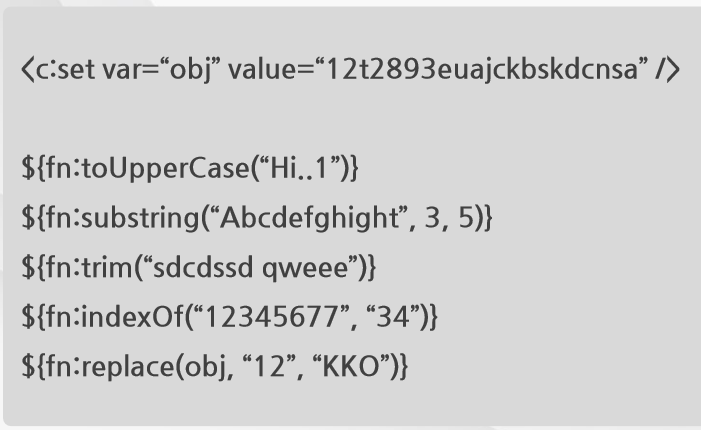 <c:set var=“obj” value=“12t2893euajckbskdcnsa” />
${fn:toUpperCase(“Hi..1”)}
${fn:substring(“Abcdefghight”, 3, 5)}
${fn:trim(“sdcdssd qweee”)}
${fn:indexOf(“12345677”, “34”)}
${fn:replace(obj, “12”, “KKO”)}